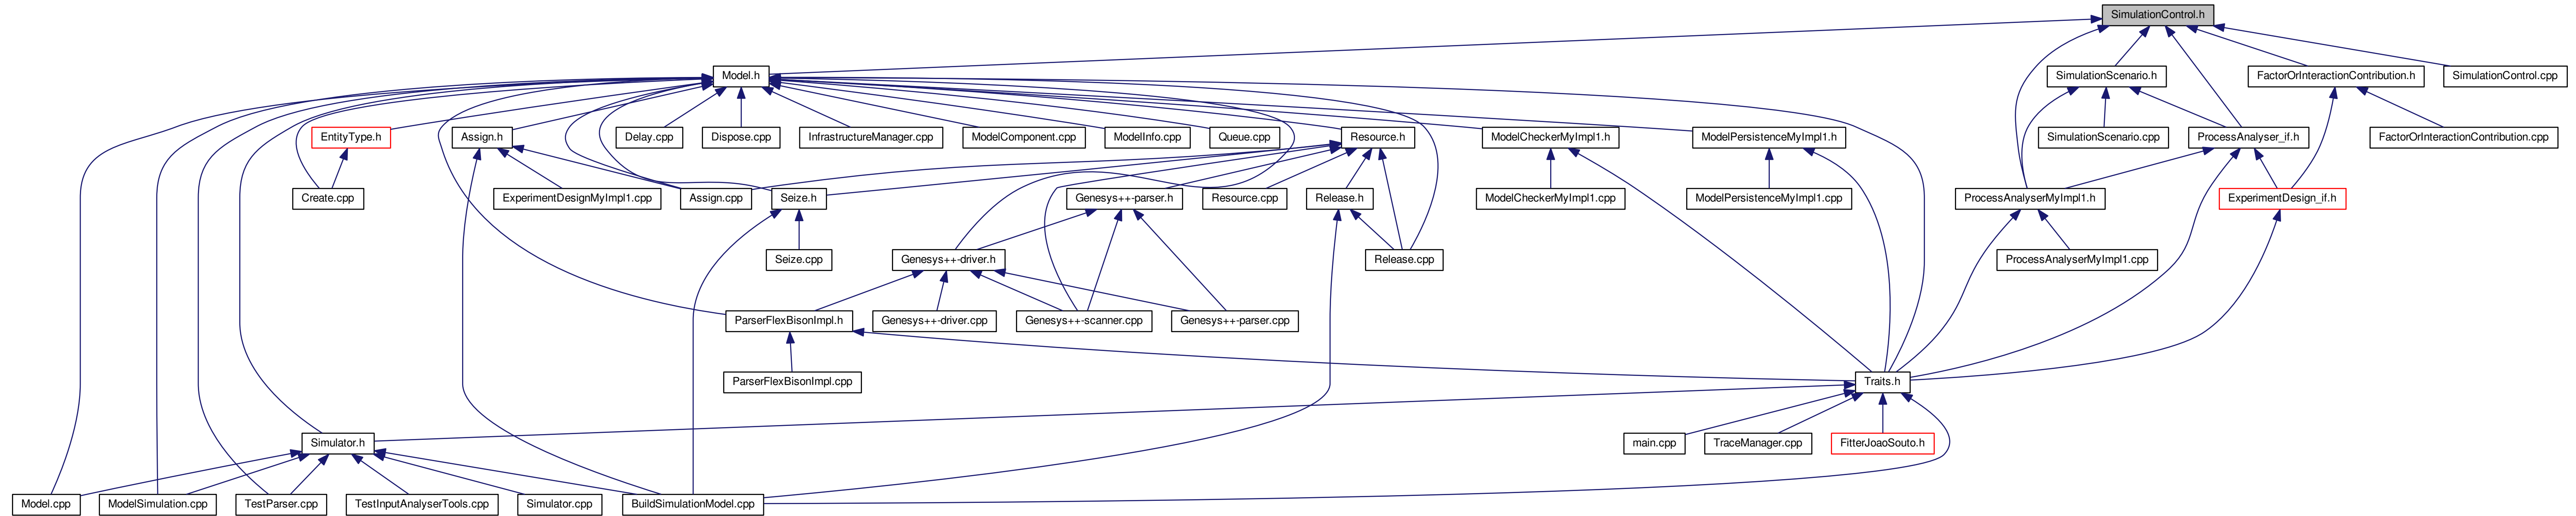 SimulationControl.h
Model.h
SimulationScenario.h
FactorOrInteractionContribution.h
SimulationControl.cpp
EntityType.h
Assign.h
Delay.cpp
Dispose.cpp
InfrastructureManager.cpp
ModelComponent.cpp
ModelInfo.cpp
Queue.cpp
Resource.h
ModelCheckerMyImpl1.h
ModelPersistenceMyImpl1.h
SimulationScenario.cpp
ProcessAnalyser_if.h
FactorOrInteractionContribution.cpp
Create.cpp
ExperimentDesignMyImpl1.cpp
Assign.cpp
Seize.h
Genesys++-parser.h
Resource.cpp
Release.h
ModelCheckerMyImpl1.cpp
ModelPersistenceMyImpl1.cpp
ProcessAnalyserMyImpl1.h
ExperimentDesign_if.h
Seize.cpp
Genesys++-driver.h
Release.cpp
ProcessAnalyserMyImpl1.cpp
ParserFlexBisonImpl.h
Genesys++-driver.cpp
Genesys++-scanner.cpp
Genesys++-parser.cpp
ParserFlexBisonImpl.cpp
Traits.h
Simulator.h
main.cpp
TraceManager.cpp
FitterJoaoSouto.h
Model.cpp
ModelSimulation.cpp
TestParser.cpp
TestInputAnalyserTools.cpp
Simulator.cpp
BuildSimulationModel.cpp